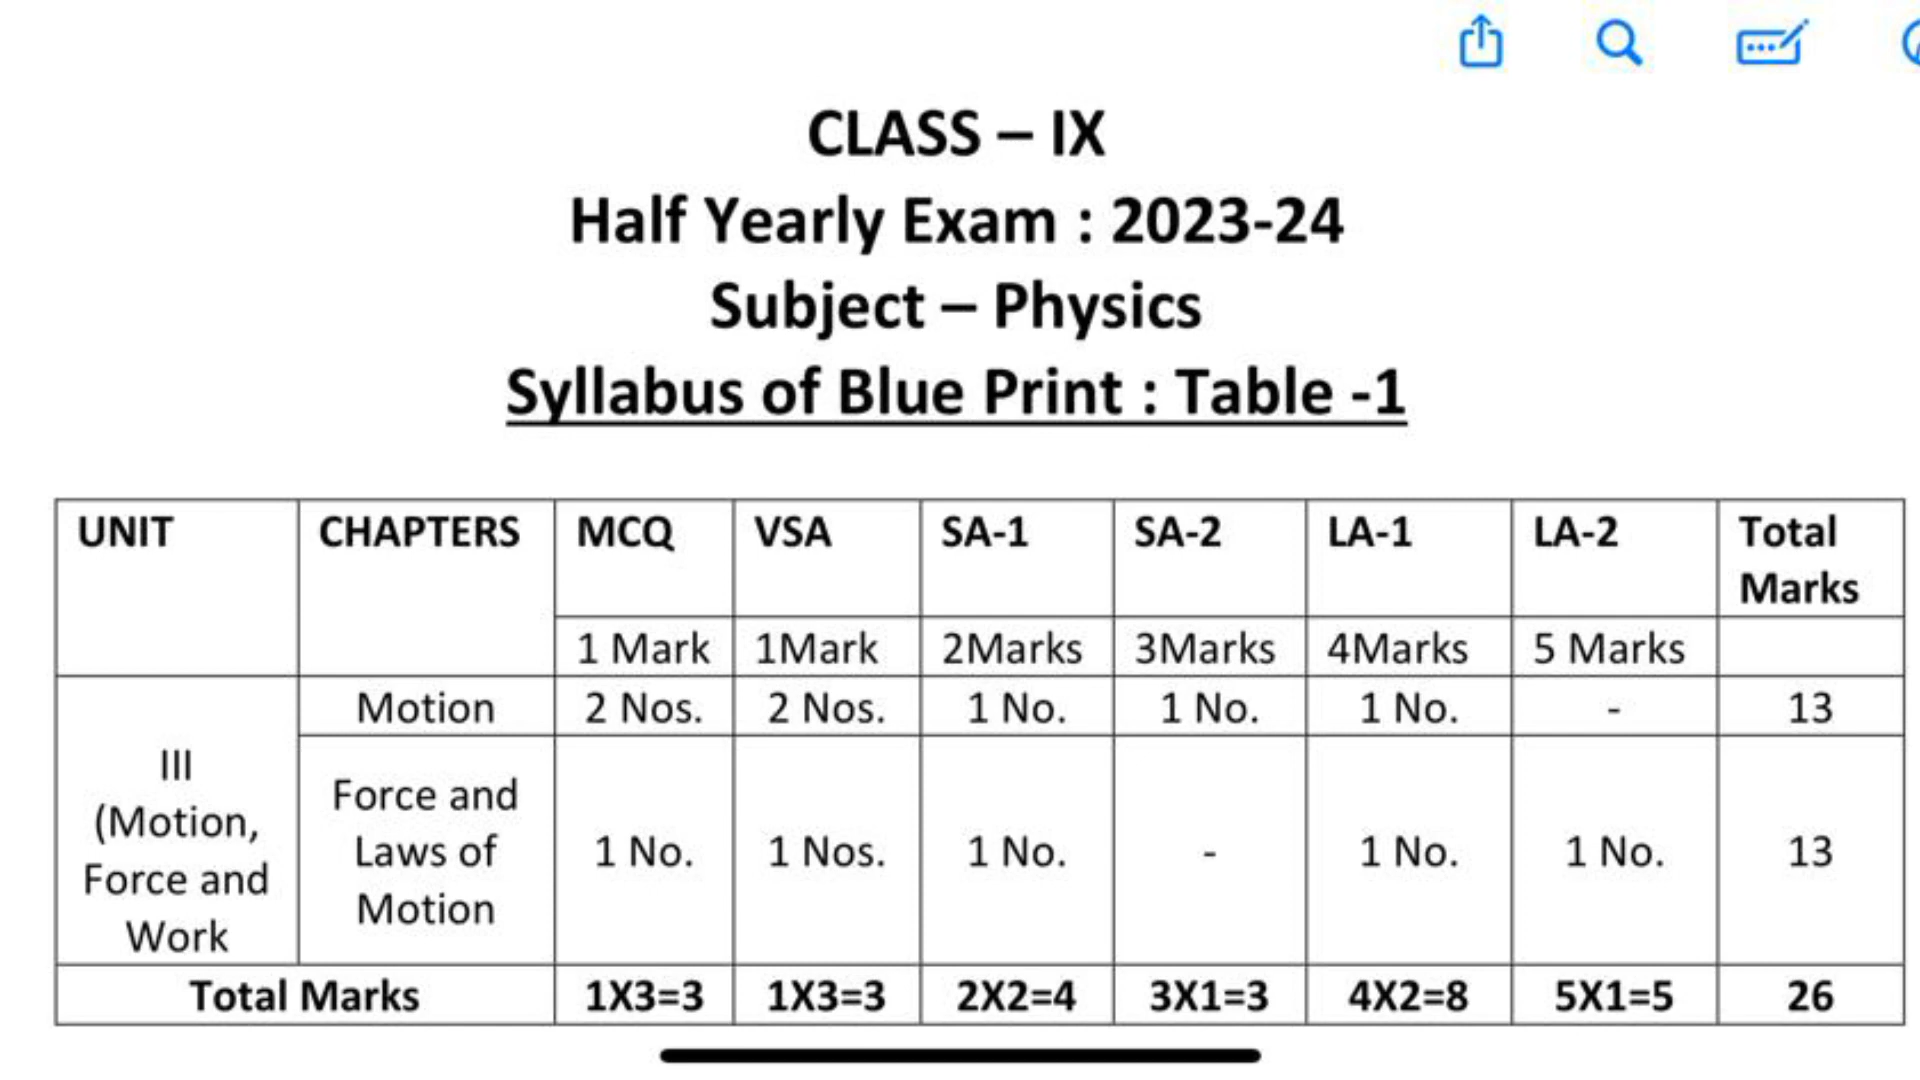 CLASS – IX
Half Yearly Exam : 2023-24
Subject – Physics
Syllabus of Blue Print : Table -1
UNIT CHAPTERS MCQ VSA SA-1 SA-2 LA-1 LA-2 Total Marks
1 Mark 1Mark 2Marks 3Marks 4Marks 5 Marks
III (Motion, Force and Work
Motion 2 Nos. 2 Nos. 1 No. 1 No. 1 No. - 13
Force and Laws of Motion 1 No. 1 Nos. 1 No. - 1 No. 1 No. 13
Total Marks 1X3=3 1X3=3 2X2=4 3X1=3 4X2=8 5X1=5 26